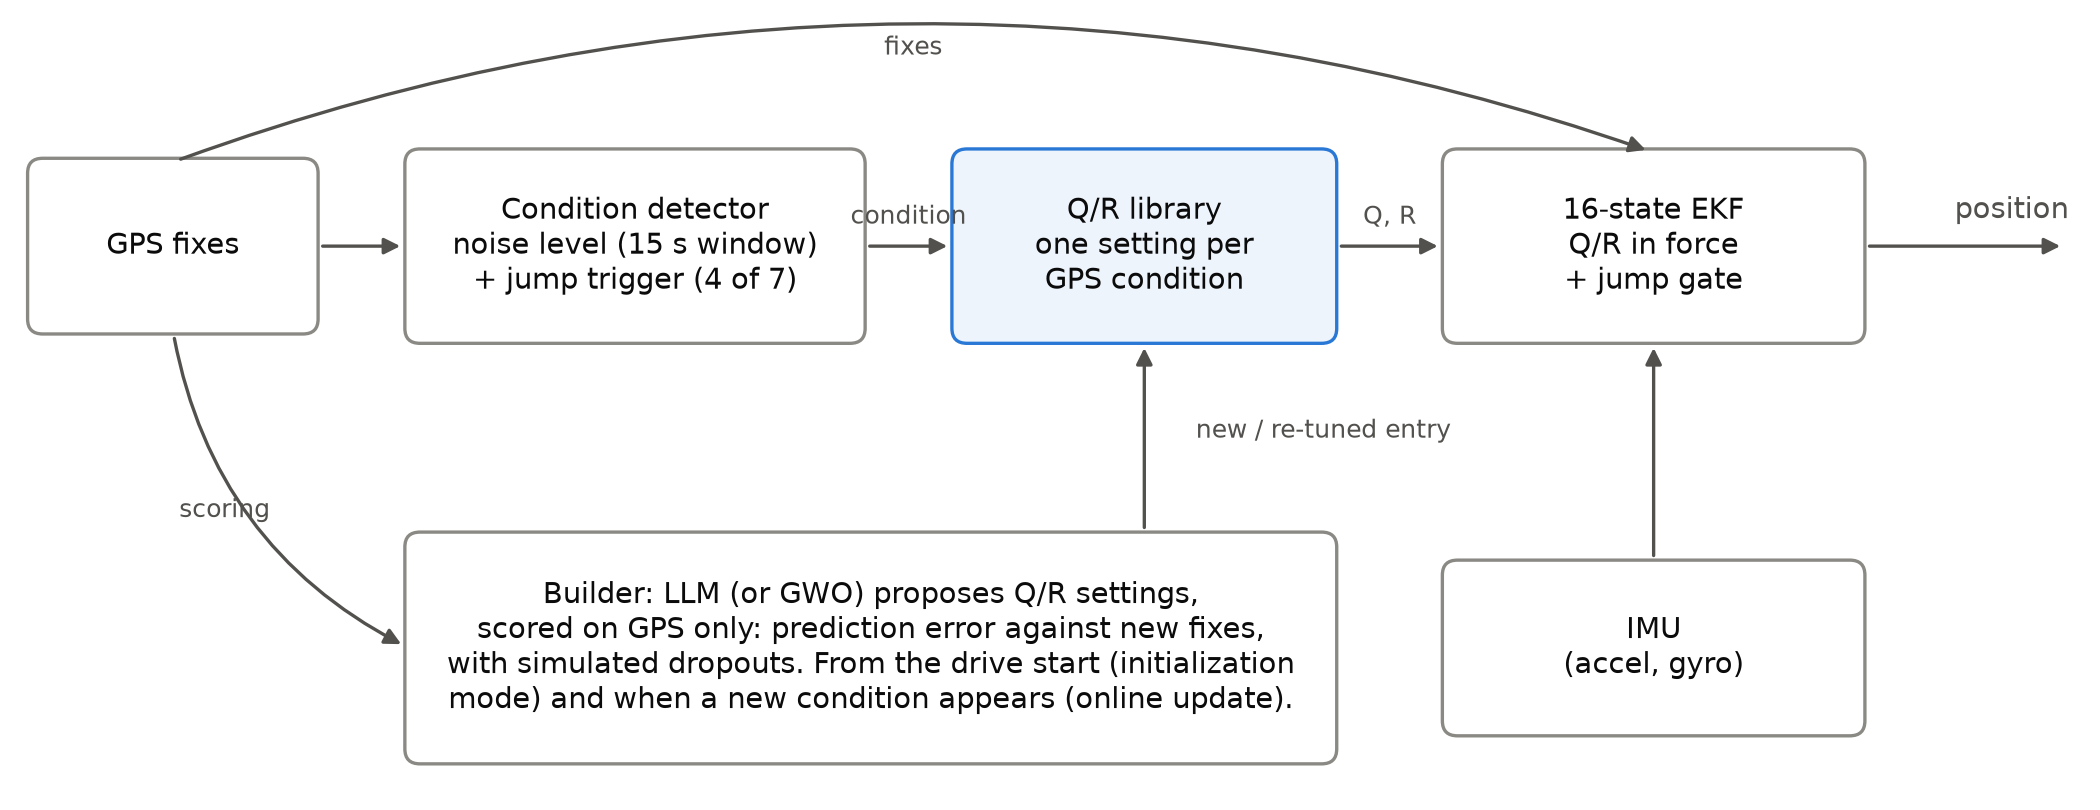 fixes
GPS fixes
Condition detector
noise level (15 s window)
+ jump trigger (4 of 7)
condition
Q/R library
one setting per
GPS condition
Q, R
16-state EKF
Q/R in force
+ jump gate
position
new / re-tuned entry
scoring
Builder: LLM (or GWO) proposes Q/R settings,
scored on GPS only: prediction error against new fixes,
with simulated dropouts. From the drive start (initialization
mode) and when a new condition appears (online update).
IMU
(accel, gyro)